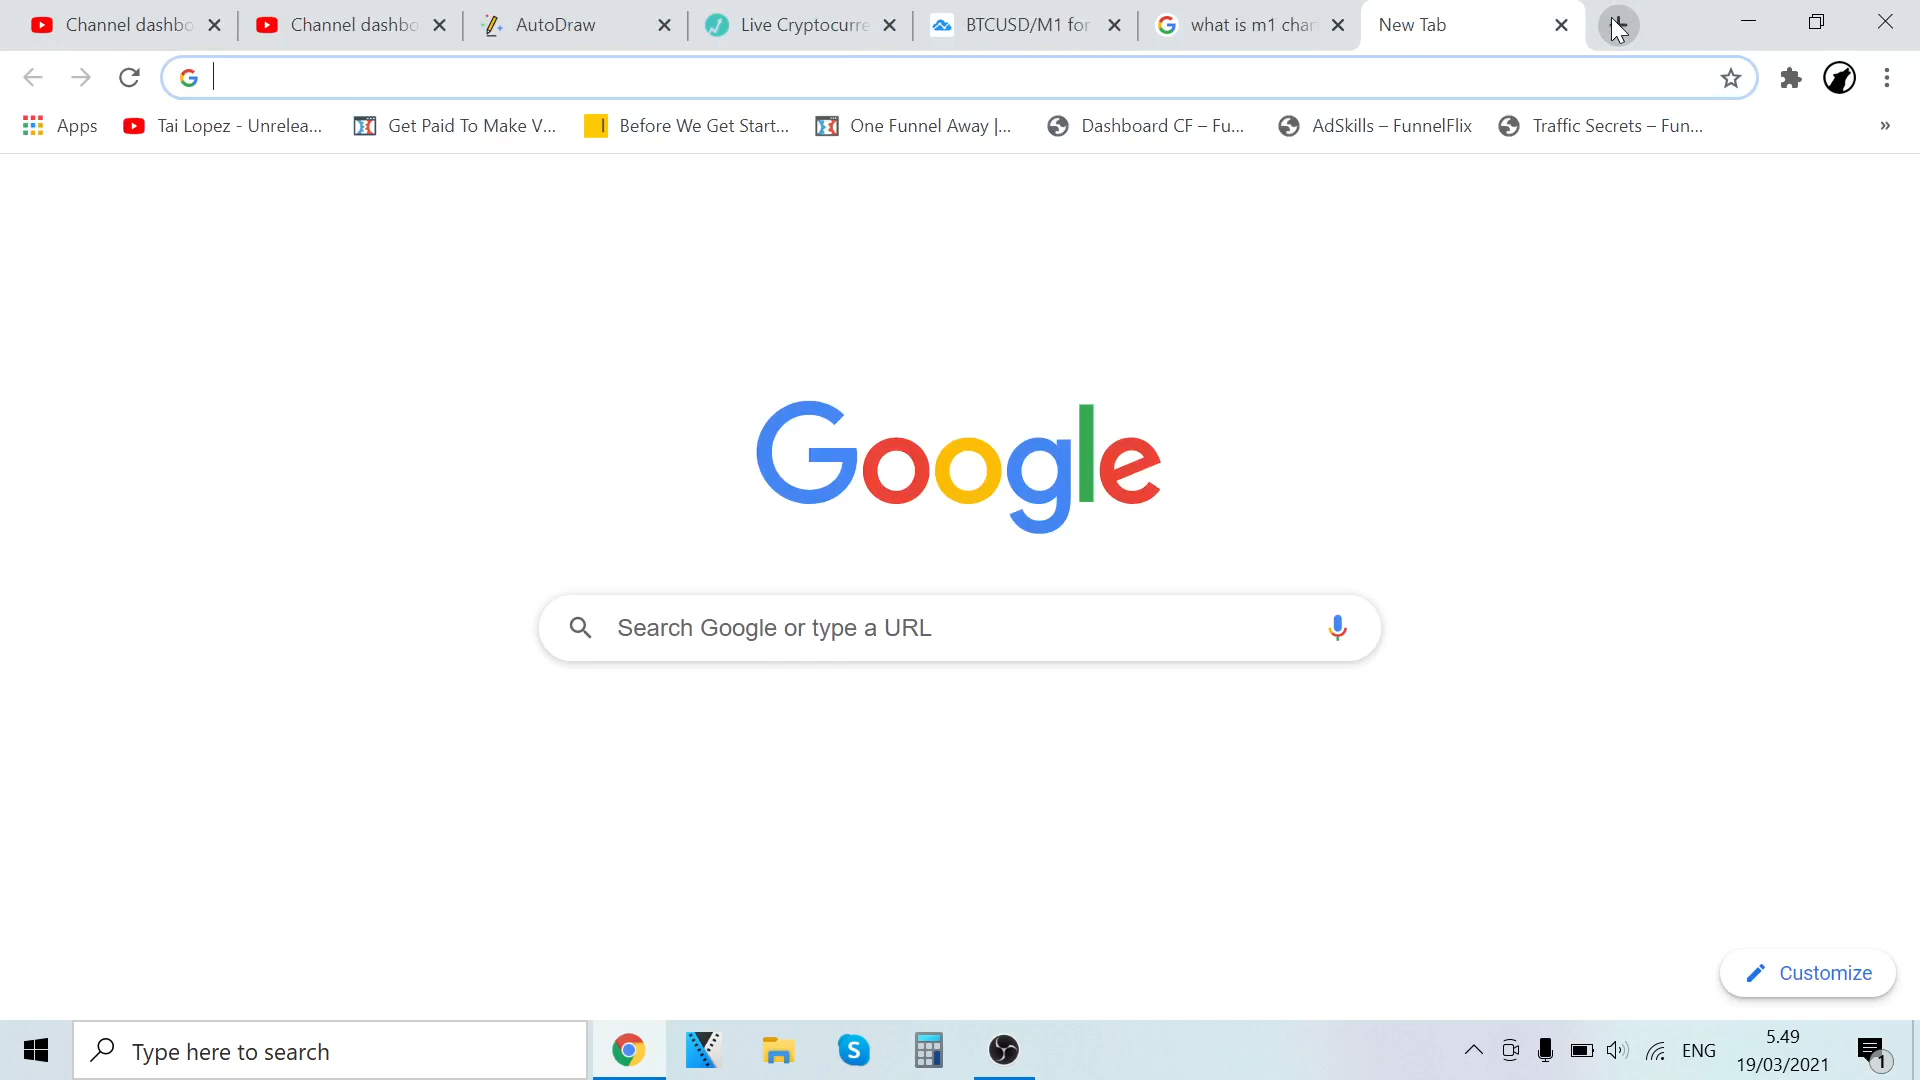 Channel dashbo
Channel dashbo
AutoDraw
Live Cryptocurre
BTCUSD/M1 for
what is m1 char
New Tab
Apps
Tai Lopez - Unrelea...
Get Paid To Make V...
Before We Get Start...
One Funnel Away |...
Dashboard CF – Fu...
AdSkills – FunnelFlix
Traffic Secrets – Fun...
»
Google
Search Google or type a URL
Customize
Type here to search
S
ENG
5.49
19/03/2021
1